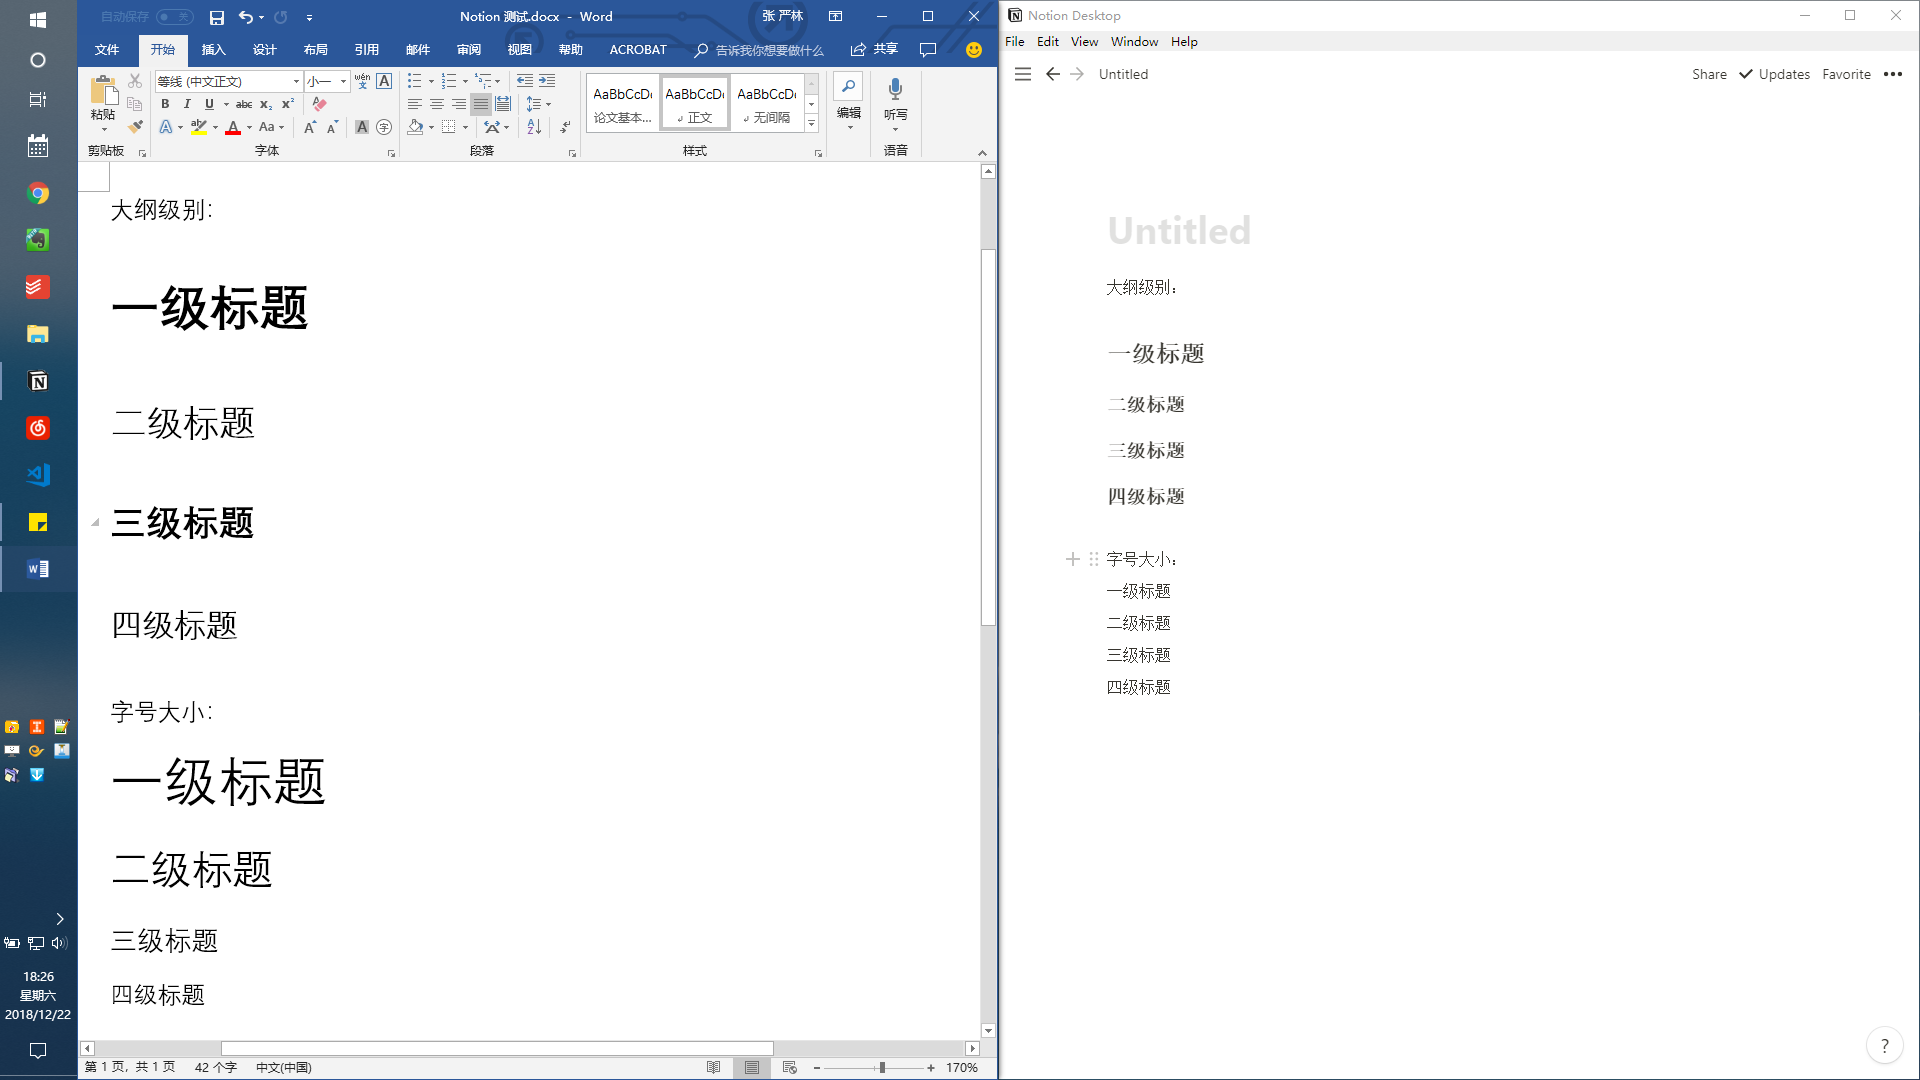 自动保存 关
Notion 测试.docx - Word
张 严林
文件 开始 插入 设计 布局 引用 邮件 审阅 视图 帮助 ACROBAT 告诉我你想要做什么 共享
粘贴
剪贴板
等线 (中文正文) 小一
wén A
B I U abc x₂ x²
A ab A Aa A A A 字
字体
段落
AaBbCcDc AaBbCcDc AaBbCcDc
论文基本... 正文 无间隔
样式
编辑
听写
语音
大纲级别：
一级标题
二级标题
三级标题
四级标题
字号大小：
一级标题
二级标题
三级标题
四级标题
第 1 页，共 1 页 42 个字 中文(中国)
170%
18:26
星期六
2018/12/22
Notion Desktop
File Edit View Window Help
Untitled
Share Updates Favorite
Untitled
大纲级别：
一级标题
二级标题
三级标题
四级标题
字号大小：
一级标题
二级标题
三级标题
四级标题
?